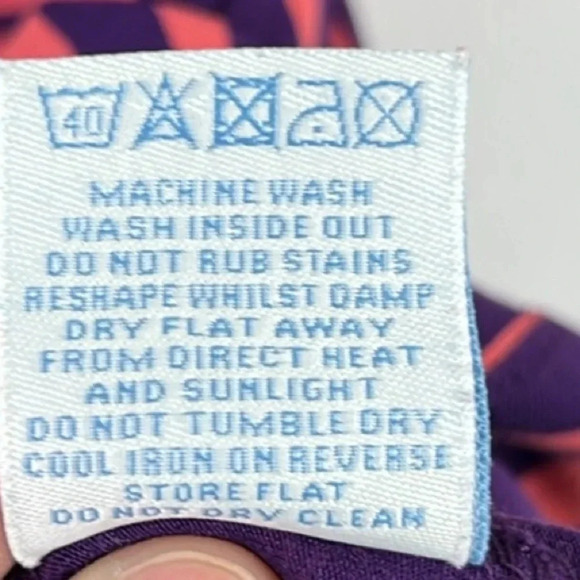 40
MACHINE WASH
WASH INSIDE OUT
DO NOT RUB STAINS
RESHAPE WHILST DAMP
DRY FLAT AWAY
FROM DIRECT HEAT
AND SUNLIGHT
DO NOT TUMBLE DRY
COOL IRON ON REVERSE
STORE FLAT
DO NOT DRY CLEAN